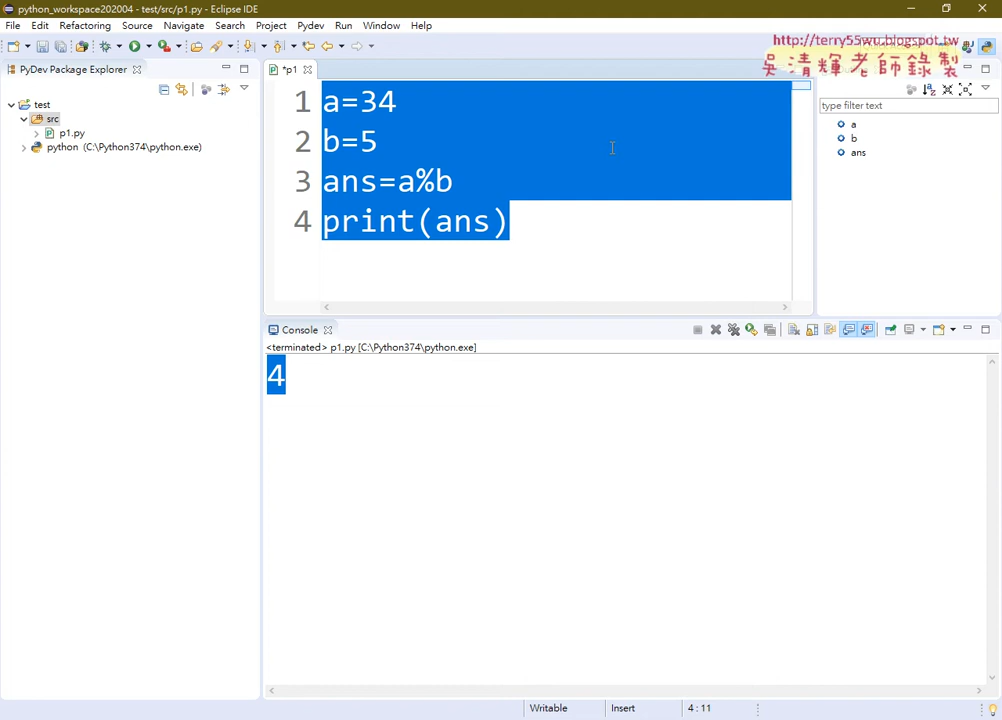 python_workspace202004 - test/src/p1.py - Eclipse IDE
File Edit Refactoring Source Navigate Search Project Pydev Run Window Help
http://terry55wu.blogspot.tw
吳清輝老師錄製
PyDev Package Explorer
*p1
type filter text
test
src
p1.py
python (C:\Python374\python.exe)
1 a=34
2 b=5
3 ans=a%b
4 print(ans)
a
b
ans
Console
<terminated> p1.py [C:\Python374\python.exe]
4
Writable Insert 4 : 11